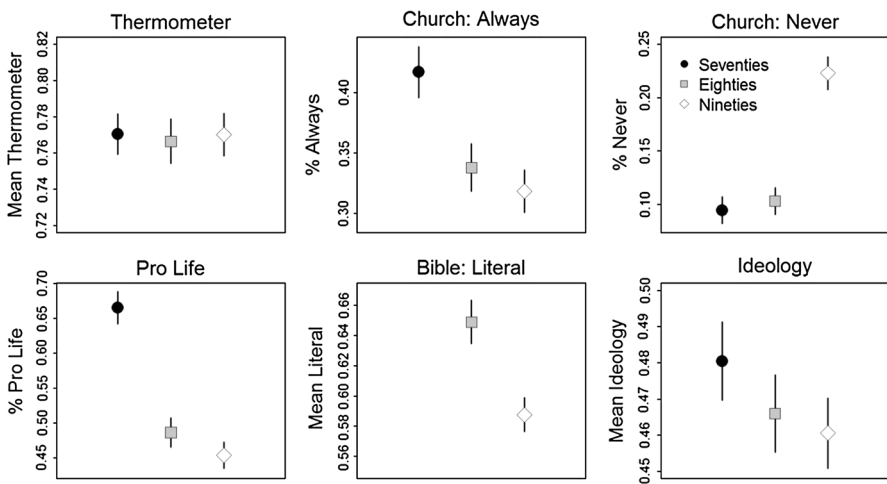 Thermometer
Mean Thermometer
0.82
0.80
0.78
0.76
0.74
0.72
Church: Always
% Always
0.40
0.35
0.30
Church: Never
% Never
0.25
0.20
0.15
0.10
Seventies
Eighties
Nineties
Pro Life
% Pro Life
0.70
0.65
0.60
0.55
0.50
0.45
Bible: Literal
Mean Literal
0.66
0.64
0.62
0.60
0.58
0.56
Ideology
Mean Ideology
0.50
0.49
0.48
0.47
0.46
0.45